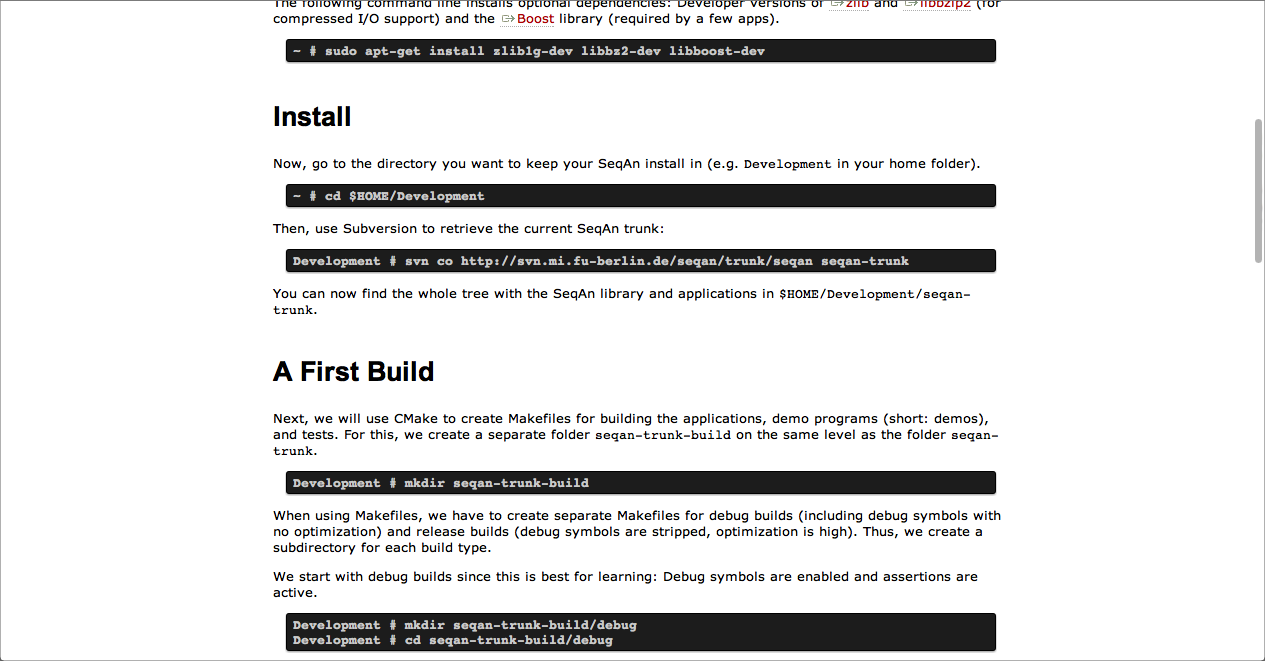 The following command line installs optional dependencies: Developer versions of zlib and libbzip2 (for
compressed I/O support) and the Boost library (required by a few apps).
~ # sudo apt-get install zlib1g-dev libbz2-dev libboost-dev
Install
Now, go to the directory you want to keep your SeqAn install in (e.g. Development in your home folder).
~ # cd $HOME/Development
Then, use Subversion to retrieve the current SeqAn trunk:
Development # svn co http://svn.mi.fu-berlin.de/seqan/trunk/seqan seqan-trunk
You can now find the whole tree with the SeqAn library and applications in $HOME/Development/seqan-
trunk.
A First Build
Next, we will use CMake to create Makefiles for building the applications, demo programs (short: demos),
and tests. For this, we create a separate folder seqan-trunk-build on the same level as the folder seqan-
trunk.
Development # mkdir seqan-trunk-build
When using Makefiles, we have to create separate Makefiles for debug builds (including debug symbols with
no optimization) and release builds (debug symbols are stripped, optimization is high). Thus, we create a
subdirectory for each build type.
We start with debug builds since this is best for learning: Debug symbols are enabled and assertions are
active.
Development # mkdir seqan-trunk-build/debug
Development # cd seqan-trunk-build/debug